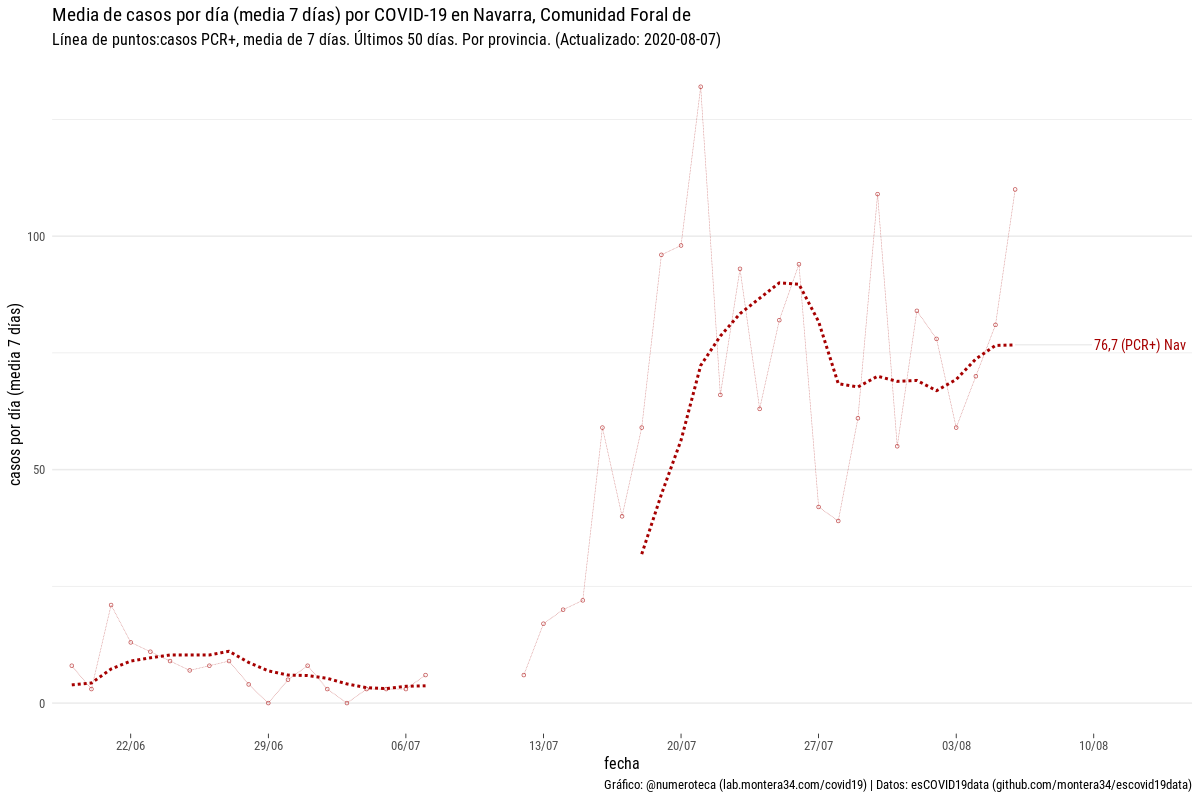 Media de casos por día (media 7 días) por COVID-19 en Navarra, Comunidad Foral de
Línea de puntos:casos PCR+, media de 7 días. Últimos 50 días. Por provincia. (Actualizado: 2020-08-07)
casos por día (media 7 días)
100
50
0
76,7 (PCR+) Nav
22/06
29/06
06/07
13/07
20/07
27/07
03/08
10/08
fecha
Gráfico: @numeroteca (lab.montera34.com/covid19) | Datos: esCOVID19data (github.com/montera34/escovid19data)